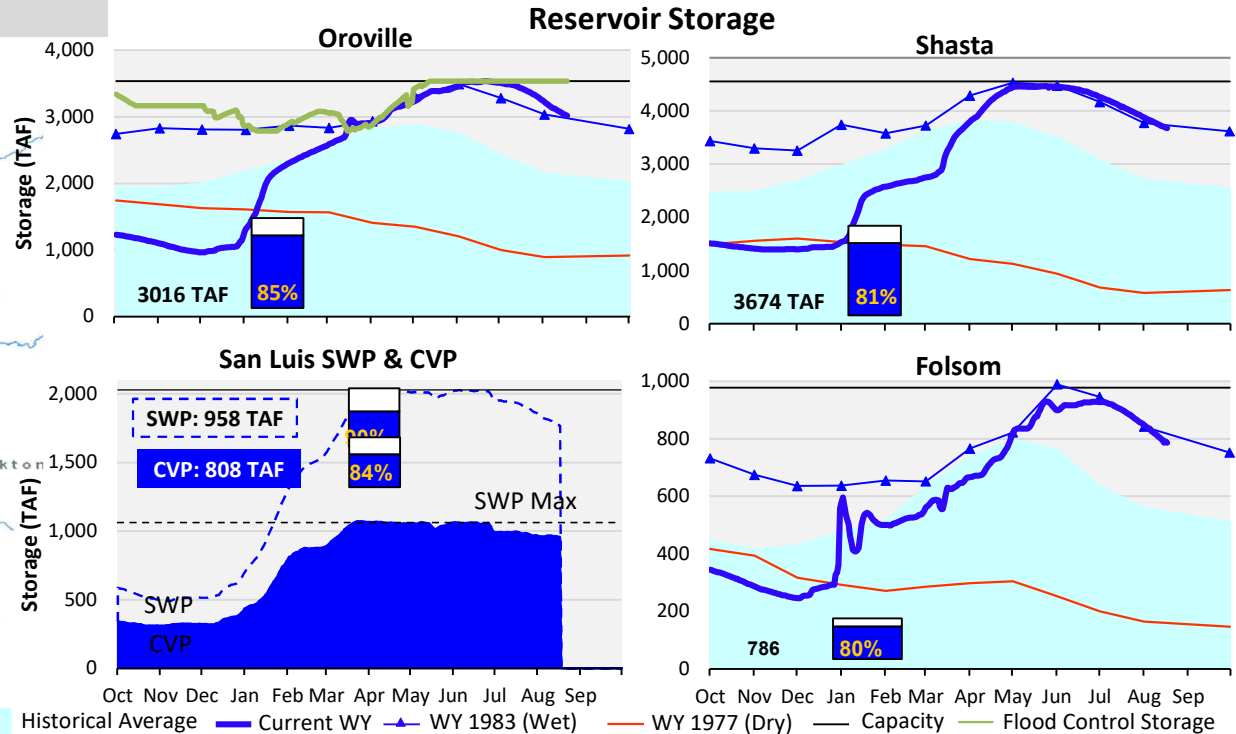 Reservoir Storage
Oroville
Storage (TAF)
4,000
3,000
2,000
1,000
0
3016 TAF
85%
Shasta
5,000
4,000
3,000
2,000
1,000
0
3674 TAF
81%
San Luis SWP & CVP
Storage (TAF)
2,000
1,500
1,000
500
0
SWP: 958 TAF
CVP: 808 TAF
90%
84%
SWP Max
SWP
CVP
Oct Nov Dec Jan Feb Mar Apr May Jun Jul Aug Sep
Folsom
1,000
800
600
400
200
0
786
80%
Oct Nov Dec Jan Feb Mar Apr May Jun Jul Aug Sep
kton
Historical Average Current WY WY 1983 (Wet) WY 1977 (Dry) Capacity Flood Control Storage